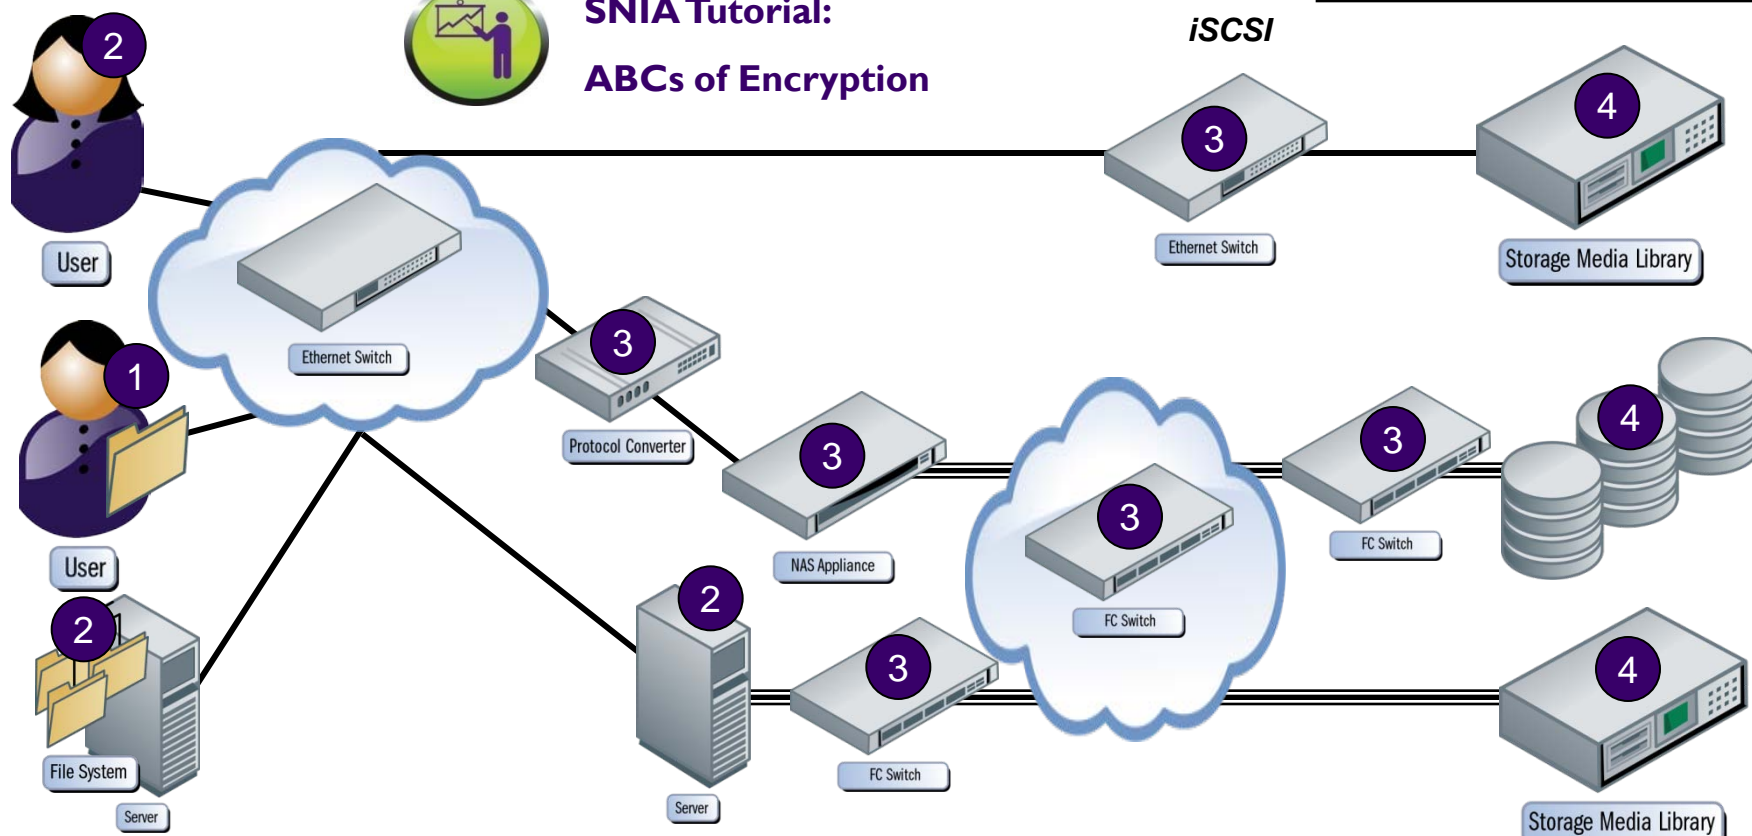 SNIA Tutorial:
ABCs of Encryption
iSCSI
2
3
4
User
Ethernet Switch
Storage Media Library
Ethernet Switch
3
1
Protocol Converter
3
3
4
3
User
NAS Appliance
FC Switch
FC Switch
2
2
3
4
File System
Server
Server
FC Switch
Storage Media Library